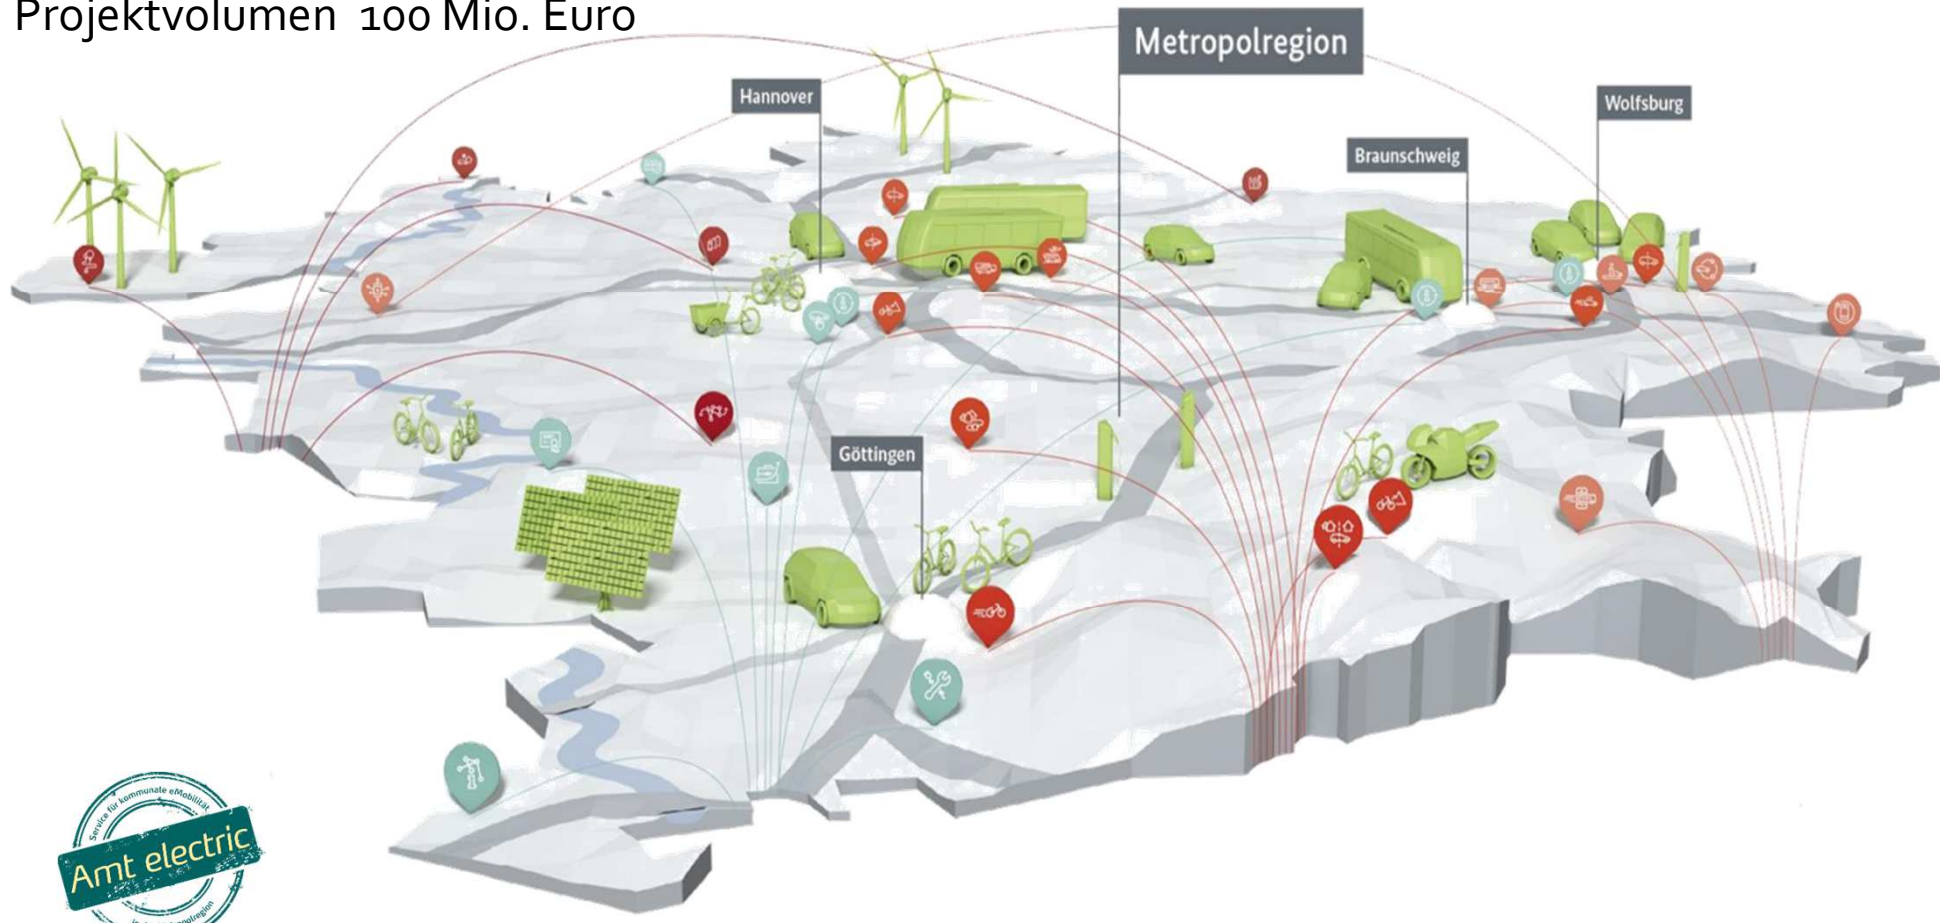 Projektvolumen 100 Mio. Euro
Metropolregion
Hannover
Wolfsburg
Braunschweig
Göttingen
Service für kommunale eMobilität
Amt electric